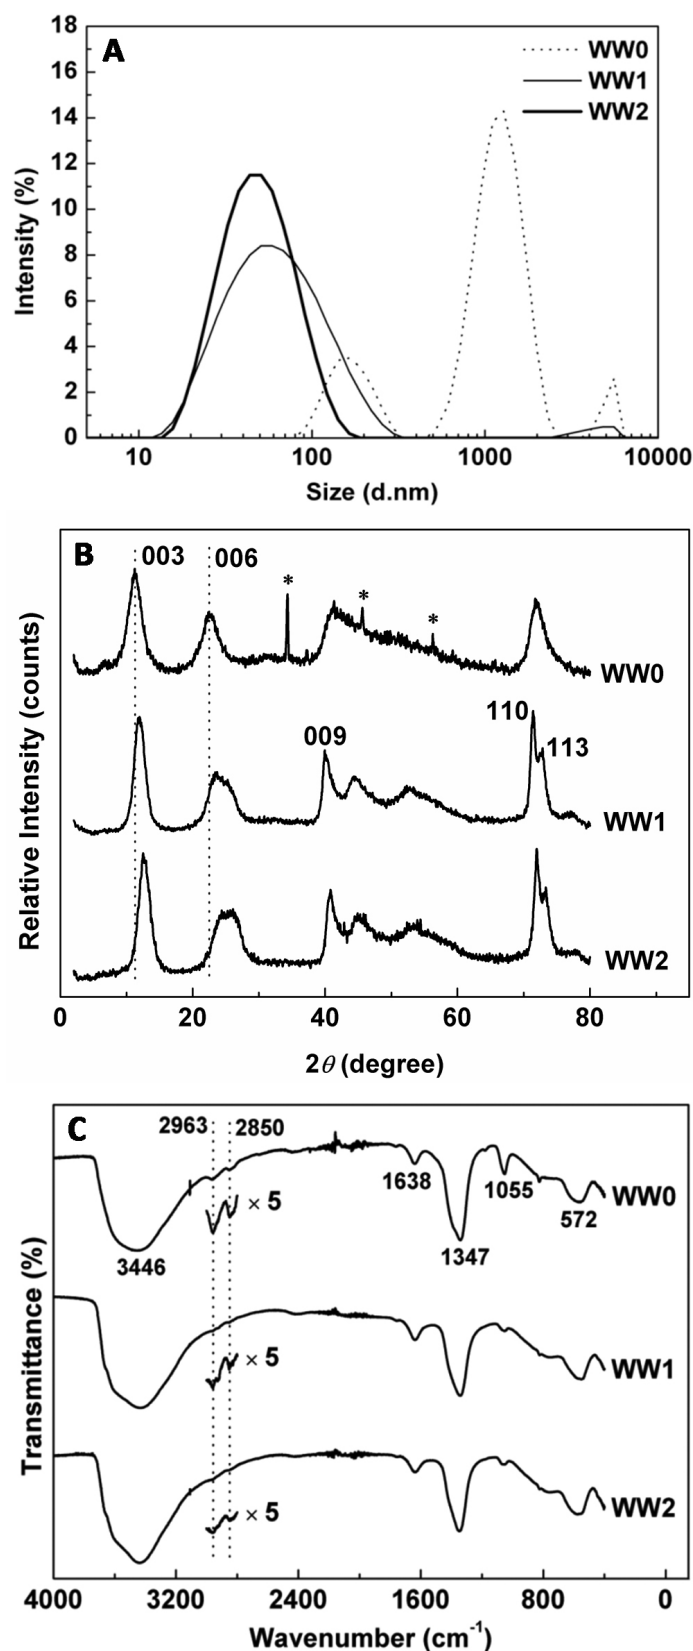 A
WW0
WW1
WW2
18
16
14
12
10
8
6
4
2
0
Intensity (%)
10 100 1000 10000
Size (d.nm)
B
003 006
* * *
WW0
009 110 113
WW1
WW2
Relative Intensity (counts)
0 20 40 60 80
2θ (degree)
C
2963 2850
× 5
3446
1638 1055
1347 572
WW0
× 5
WW1
× 5
WW2
Transmittance (%)
4000 3200 2400 1600 800 0
Wavenumber (cm⁻¹)